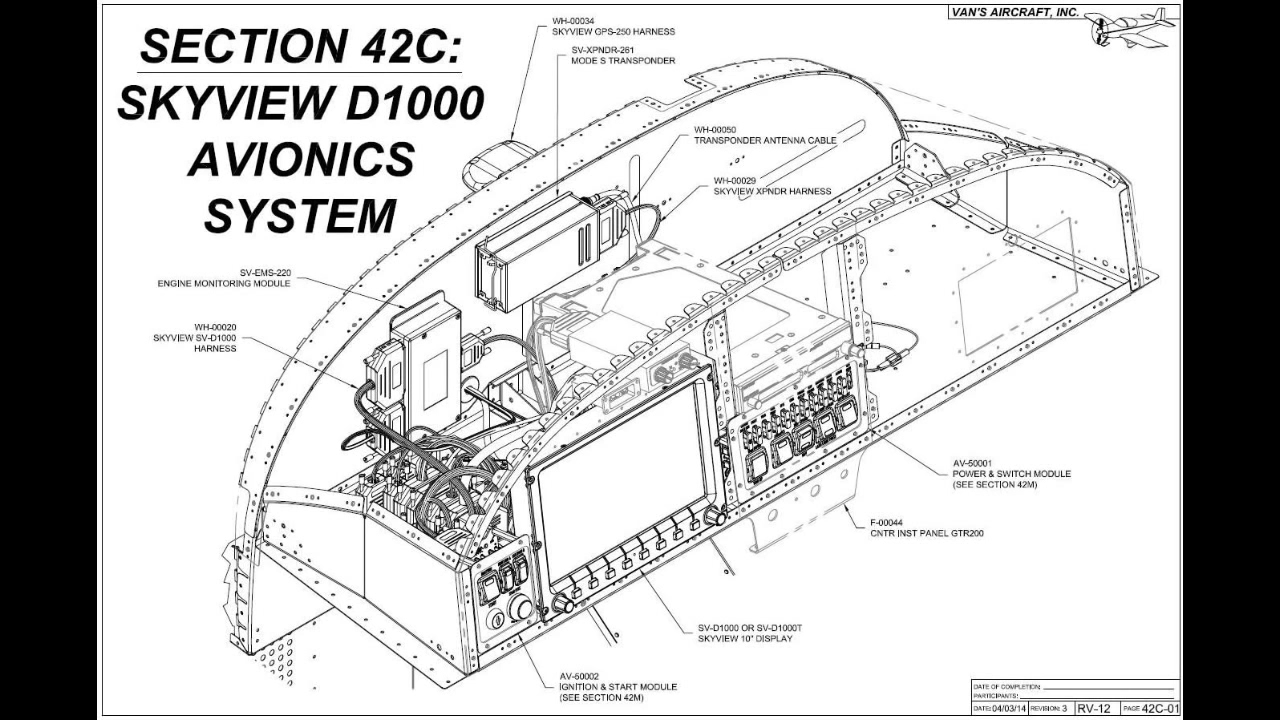 VAN'S AIRCRAFT, INC.
SECTION 42C:
SKYVIEW D1000
AVIONICS
SYSTEM
WH-00034
SKYVIEW GPS-250 HARNESS
SV-XPNDR-261
MODE S TRANSPONDER
WH-00050
TRANSPONDER ANTENNA CABLE
WH-00029
SKYVIEW XPNDR HARNESS
SV-EMS-220
ENGINE MONITORING MODULE
WH-00020
SKYVIEW SV-D1000
HARNESS
AV-50001
POWER & SWITCH MODULE
(SEE SECTION 42M)
F-00044
CNTR INST PANEL GTR200
SV-D1000 OR SV-D1000T
SKYVIEW 10" DISPLAY
AV-50002
IGNITION & START MODULE
(SEE SECTION 42M)
DATE OF COMPLETION:
PARTICIPANTS:
DATE: 04/03/14 REVISION: 3 RV-12 PAGE 42C-01